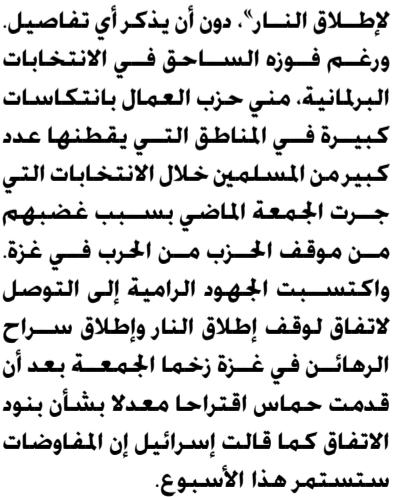 لإطلاق النار»، دون أن يذكر أي تفاصيل.
ورغم فوزه الساحق في الانتخابات
البرلمانية، مني حزب العمال بانتكاسات
كبيرة في المناطق التي يقطنها عدد
كبير من المسلمين خلال الانتخابات التي
جرت الجمعة الماضي بسبب غضبهم
من موقف الحزب من الحرب في غزة.
واكتسبت الجهود الرامية إلى التوصل
لاتفاق لوقف إطلاق النار وإطلاق سراح
الرهائن في غزة زخما الجمعة بعد أن
قدمت حماس اقتراحا معدلا بشأن بنود
الاتفاق كما قالت إسرائيل إن المفاوضات
ستستمر هذا الأسبوع.